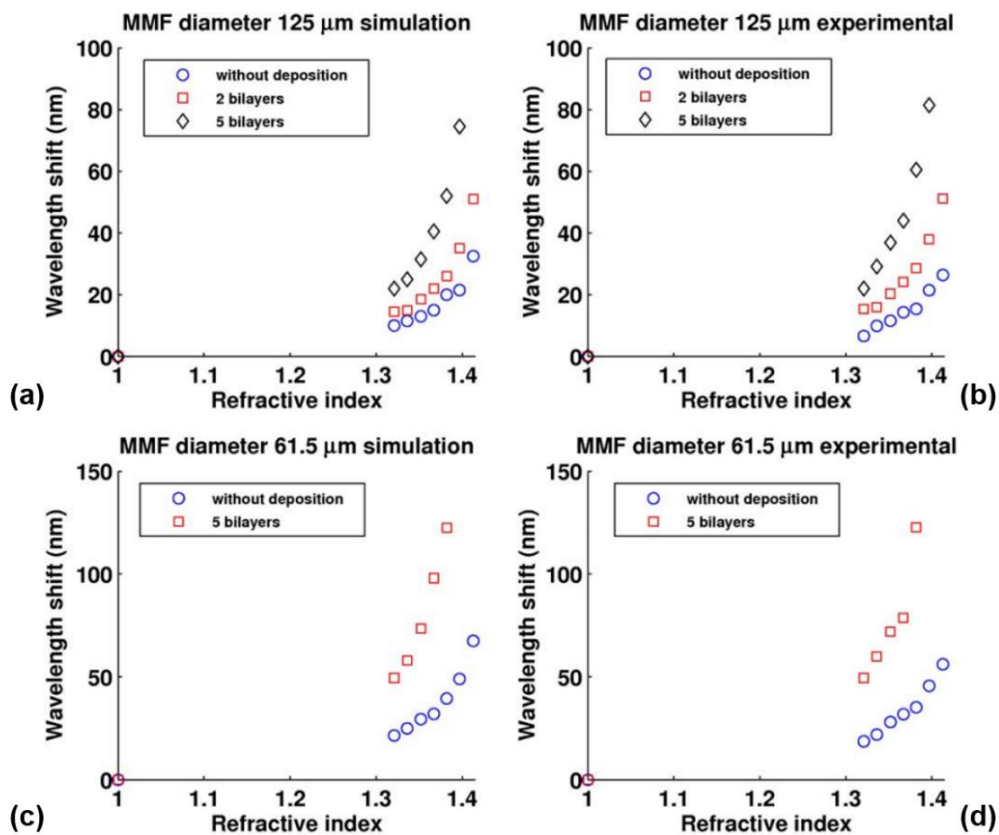 MMF diameter 125 μm simulation
100
80
60
40
20
0
Wavelength shift (nm)
without deposition
2 bilayers
5 bilayers
1 1.1 1.2 1.3 1.4
Refractive index
(a)
MMF diameter 125 μm experimental
100
80
60
40
20
0
Wavelength shift (nm)
without deposition
2 bilayers
5 bilayers
1 1.1 1.2 1.3 1.4
Refractive index
(b)
MMF diameter 61.5 μm simulation
150
100
50
0
Wavelength shift (nm)
without deposition
5 bilayers
1 1.1 1.2 1.3 1.4
Refractive index
(c)
MMF diameter 61.5 μm experimental
150
100
50
0
Wavelength shift (nm)
without deposition
5 bilayers
1 1.1 1.2 1.3 1.4
Refractive index
(d)